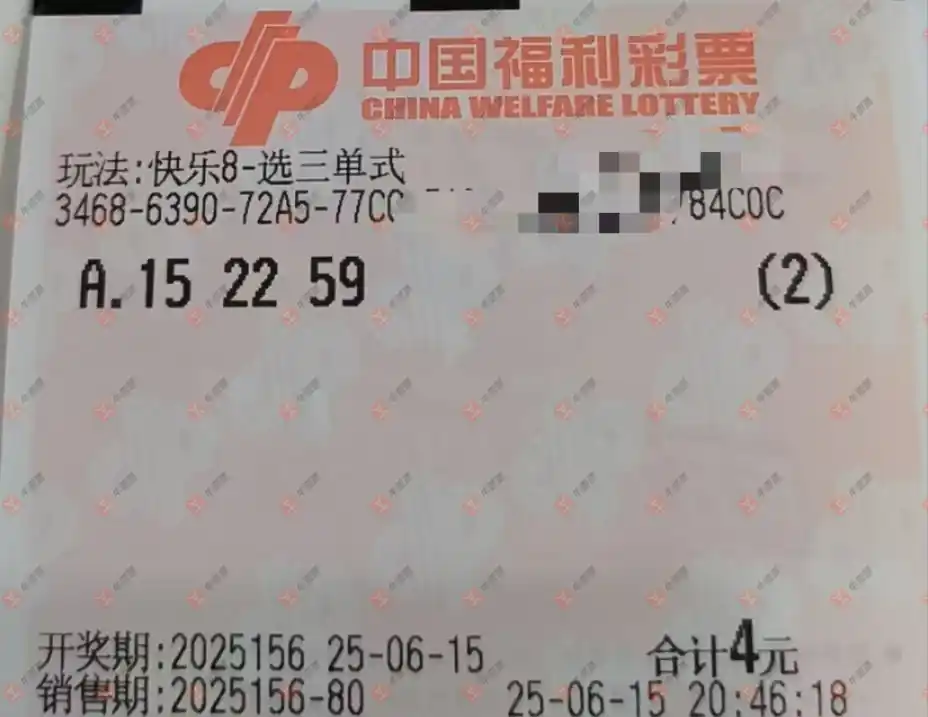 中国福利彩票
CHINA WELFARE LOTTERY
玩法:快乐8-选三单式
3468-6390-72A5-77C 84C0C
A.15 22 59 (2)
开奖期:2025156 25-06-15 合计4元
销售期:2025156-80 25-06-15 20:46:18